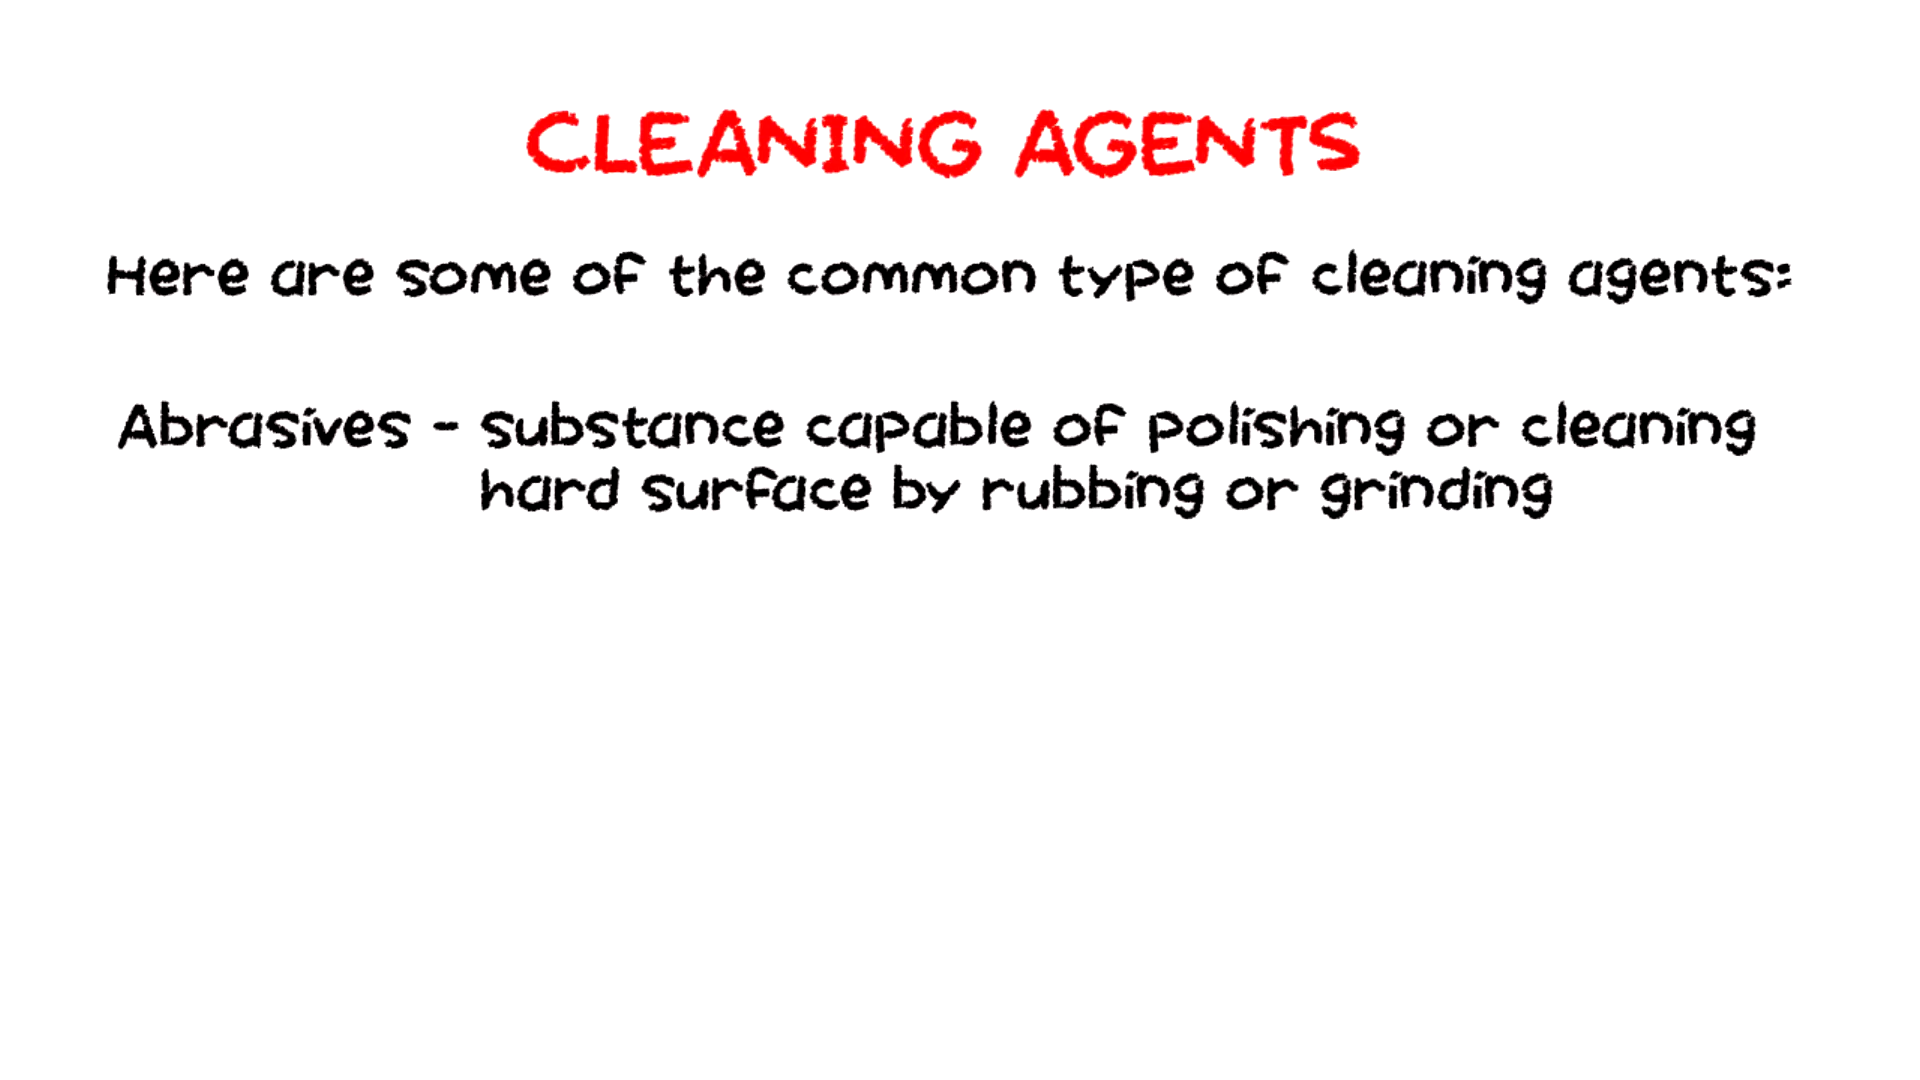 CLEANING AGENTS
Here are some of the common type of cleaning agents:
Abrasives - substance capable of polishing or cleaning
hard surface by rubbing or grinding